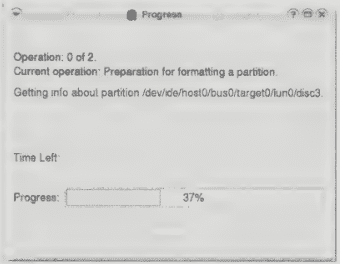 Progress
Operation: 0 of 2.
Current operation: Preparation for formatting a partition.
Getting info about partition /dev/ide/host0/bus0/target0/lun0/disc3.
Time Left:
Progress: 37%